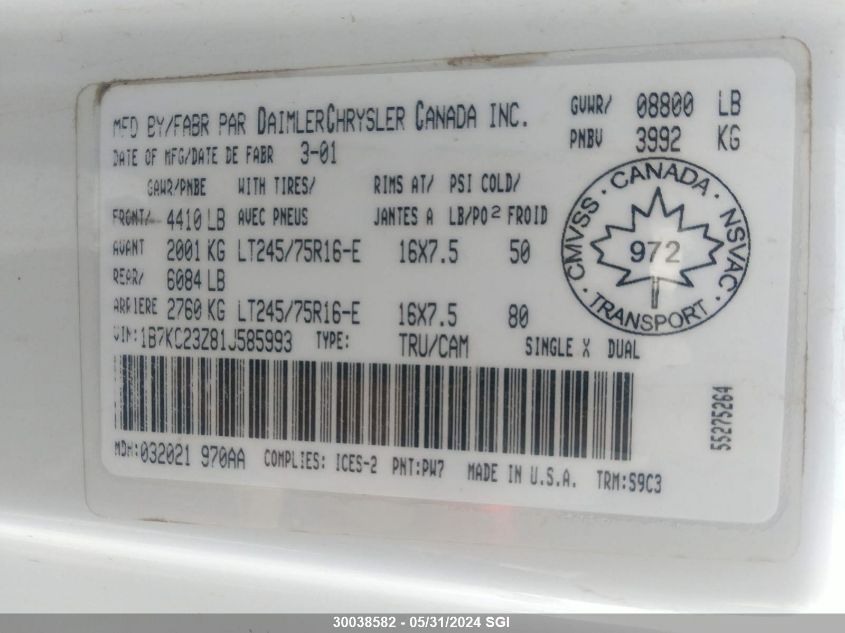 MFD BY/FABR PAR DAIMLERCHRYSLER CANADA INC.
GVWR/ 08800 LB
PNBV 3992 KG
DATE OF MFG/DATE DE FABR 3-01
GAWR/PNBE WITH TIRES/ RIMS AT/ PSI COLD/
FRONT/ 4410 LB AVEC PNEUS JANTES A LB/PO2 FROID
AVANT 2001 KG LT245/75R16-E 16X7.5 50
REAR/ 6084 LB
ARRIERE 2760 KG LT245/75R16-E 16X7.5 80
VIN:1B7KC23Z81J585993 TYPE: TRU/CAM SINGLE X DUAL
CMVSS · CANADA · NSVAC · TRANSPORT ·
972
55275264
MDH:032021 970AA COMPLIES: ICES-2 PNT:PW7 MADE IN U.S.A. TRM:S9C3
30038582 - 05/31/2024 SGI